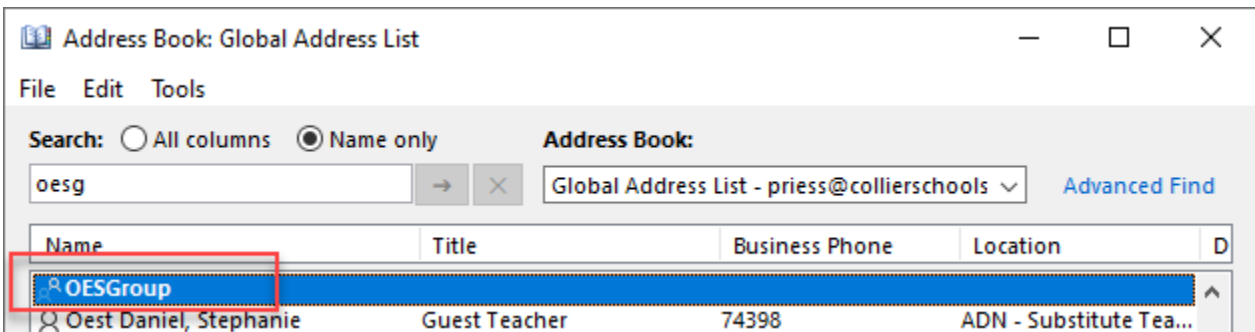 Address Book: Global Address List
File Edit Tools
Search: All columns Name only Address Book:
oesg Global Address List - priess@collierschools Advanced Find
Name Title Business Phone Location D
OESGroup
Oest Daniel, Stephanie Guest Teacher 74398 ADN - Substitute Tea...